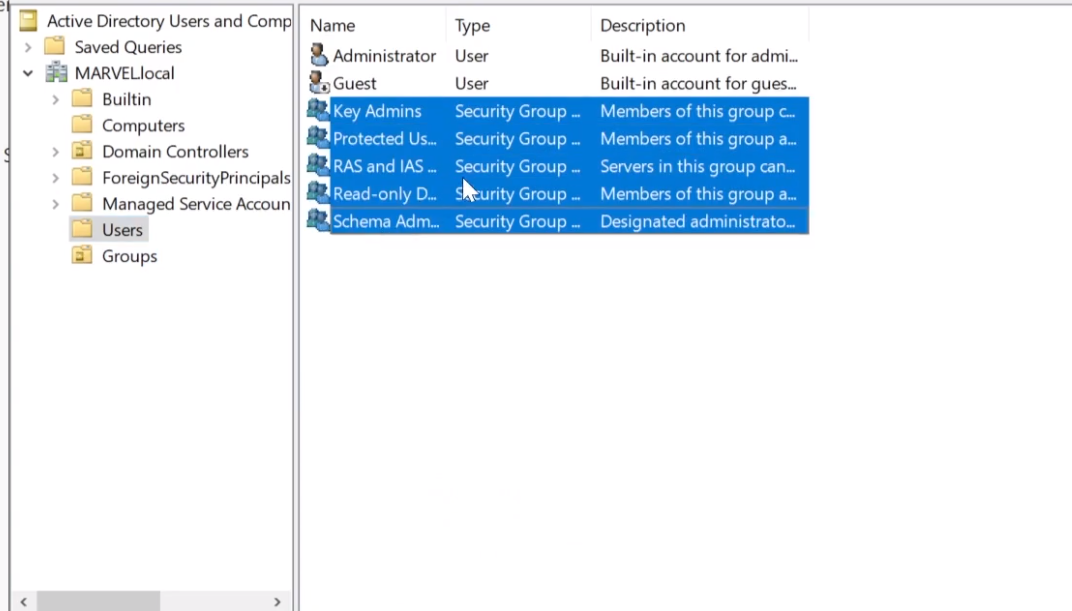 Active Directory Users and Comp
Saved Queries
MARVEL.local
Builtin
Computers
Domain Controllers
ForeignSecurityPrincipals
Managed Service Accoun
Users
Groups
Name Type Description
Administrator User Built-in account for admi...
Guest User Built-in account for gues...
Key Admins Security Group ... Members of this group c...
Protected Us... Security Group ... Members of this group a...
RAS and IAS ... Security Group ... Servers in this group can...
Read-only D... Security Group ... Members of this group a...
Schema Adm... Security Group ... Designated administrato...